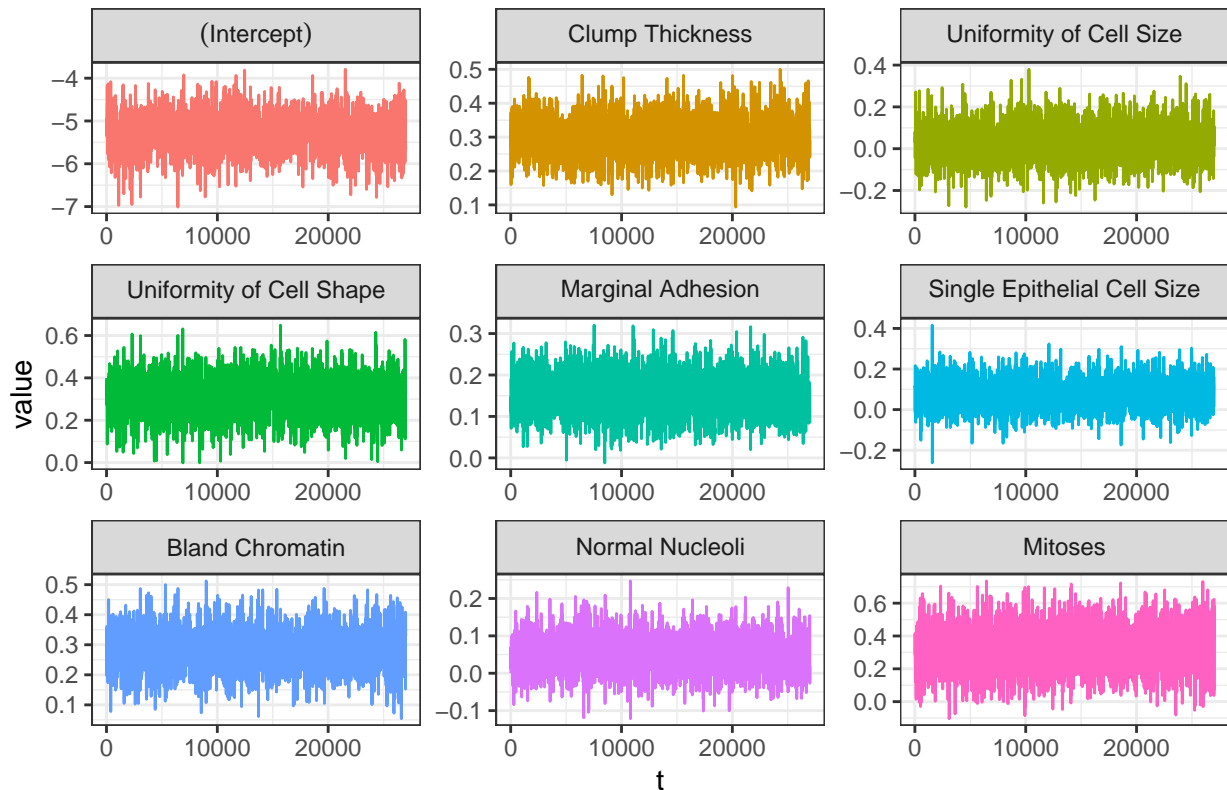 (Intercept)
Clump Thickness
Uniformity of Cell Size
−4
−5
−6
−7
0.5
0.4
0.3
0.2
0.1
0.4
0.2
0.0
−0.2
0 10000 20000
0 10000 20000
0 10000 20000
Uniformity of Cell Shape
Marginal Adhesion
Single Epithelial Cell Size
value
0.6
0.4
0.2
0.0
0.3
0.2
0.1
0.0
0.4
0.2
0.0
−0.2
0 10000 20000
0 10000 20000
0 10000 20000
Bland Chromatin
Normal Nucleoli
Mitoses
0.5
0.4
0.3
0.2
0.1
0.2
0.1
0.0
−0.1
0.6
0.4
0.2
0.0
0 10000 20000
0 10000 20000
0 10000 20000
t